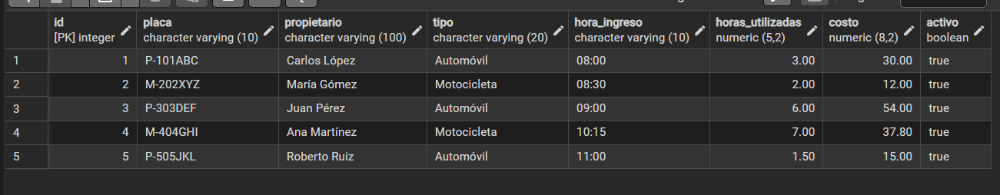 id placa propietario tipo hora_ingreso horas_utilizadas costo activo
[PK] integer character varying (10) character varying (100) character varying (20) character varying (10) numeric (5,2) numeric (8,2) boolean
1 1 P-101ABC Carlos López Automóvil 08:00 3.00 30.00 true
2 2 M-202XYZ María Gómez Motocicleta 08:30 2.00 12.00 true
3 3 P-303DEF Juan Pérez Automóvil 09:00 6.00 54.00 true
4 4 M-404GHI Ana Martínez Motocicleta 10:15 7.00 37.80 true
5 5 P-505JKL Roberto Ruiz Automóvil 11:00 1.50 15.00 true